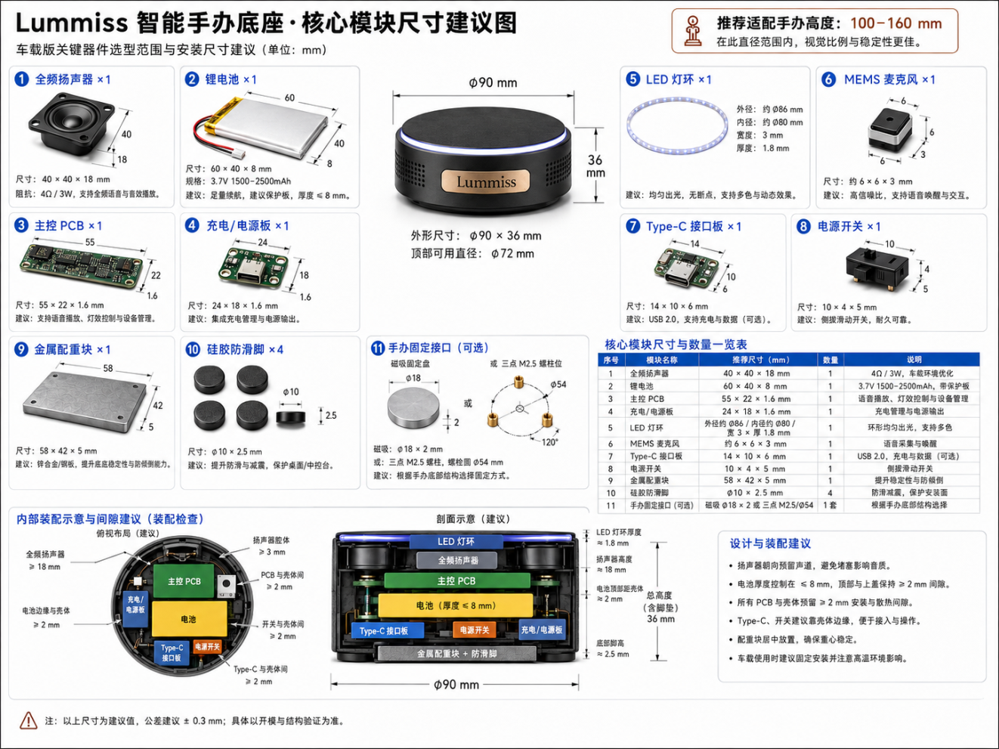 Lummiss 智能手办底座·核心模块尺寸建议图
车载版关键器件选型范围与安装尺寸建议（单位：mm）
推荐适配手办高度：100–160 mm
在此直径范围内，视觉比例与稳定性更佳。
1 全频扬声器 ×1
40
18
尺寸：40 × 40 × 18 mm
阻抗：4Ω / 3W，支持全频语音与音效播放。
2 锂电池 ×1
60
40
8
尺寸：60 × 40 × 8 mm
规格：3.7V 1500–2500mAh
建议：足量续航，建议保护板，厚度 ≤ 8 mm。
3 主控 PCB ×1
55
22
1.6
尺寸：55 × 22 × 1.6 mm
建议：支持语音播放、灯效控制与设备管理。
4 充电/电源板 ×1
24
18
1.6
尺寸：24 × 18 × 1.6 mm
建议：集成充电管理与电源输出。
ϕ90 mm
36
mm
Lummiss
外形尺寸： ϕ90 × 36 mm
顶部可用直径： ϕ72 mm
5 LED 灯环 ×1
外径：约 Ø86 mm
内径：约 Ø80 mm
宽度：3 mm
厚度：1.8 mm
建议：均匀出光，无断点，支持多色与动态效果。
6 MEMS 麦克风 ×1
6
6
3
6
尺寸：约 6 × 6 × 3 mm
建议：高信噪比，支持语音唤醒与交互。
7 Type-C 接口板 ×1
14
10
6
尺寸：14 × 10 × 6 mm
建议：USB 2.0，支持充电与数据（可选）。
8 电源开关 ×1
10
4
5
尺寸：10 × 4 × 5 mm
建议：侧拨滑动开关，耐久可靠。
9 金属配重块 ×1
58
42
5
尺寸：58 × 42 × 5 mm
建议：锌合金/钢板，提升底底稳定性与防倾倒能力。
10 硅胶防滑脚 ×4
ϕ10
2.5
尺寸：ϕ10 × 2.5 mm
建议：提升防滑与减震，保护桌面/中控台。
11 手办固定接口（可选）
磁吸固定盘
ϕ18
2
或
或 三点 M2.5 螺柱位
ϕ54
120°
磁吸：ϕ18 × 2 mm
或：三点 M2.5 螺柱，螺栓圆 ϕ54 mm
建议：根据手办底部结构选择固定方式。
核心模块尺寸与数量一览表
序号 模块名称 推荐尺寸（mm） 数量 说明
1 全频扬声器 40 × 40 × 18 mm 1 4Ω / 3W，车载环境优化
2 锂电池 60 × 40 × 8 mm 1 3.7V 1500–2500mAh，带保护板
3 主控 PCB 55 × 22 × 1.6 mm 1 语音播放、灯效控制与设备管理
4 充电/电源板 24 × 18 × 1.6 mm 1 充电管理与电源输出
5 LED 灯环 外径约 Ø86 / 内径约 Ø80 / 宽 3 × 厚 1.8 mm 1 环形均匀出光，支持多色
6 MEMS 麦克风 约 6 × 6 × 3 mm 1 语音采集与唤醒
7 Type-C 接口板 14 × 10 × 6 mm 1 USB 2.0，充电与数据（可选）
8 电源开关 10 × 4 × 5 mm 1 侧拨滑动开关
9 金属配重块 58 × 42 × 5 mm 1 提升稳定性与防倾倒
10 硅胶防滑脚 ϕ10 × 2.5 mm 4 防滑减震，保护安装面
11 手办固定接口（可选） 磁吸 ϕ18 × 2 或 三点 M2.5/Ø54 1 套 根据手办底部结构选择
内部装配示意与间隙建议（装配检查）
俯视布局（建议）
全频扬声器
≥ 18 mm
电池边缘与壳体
≥ 2 mm
扬声器腔体
≥ 3 mm
PCB 与壳体间
≥ 2 mm
开关与壳体间
≥ 2 mm
Type-C 与壳体间
≥ 2 mm
主控 PCB
充电/
电源板
电池
Type-C
接口板
电源开关
剖面示意（建议）
LED 灯环
全频扬声器
主控 PCB
电池（厚度 ≤ 8 mm）
Type-C 接口板
电源开关
充电/电源板
金属配重块 + 防滑脚
ϕ90 mm
LED 灯环厚度
≈ 1.8 mm
扬声器高度
≈ 18 mm
电池顶部距壳体
≈ 2 mm
底部脚高
≈ 2.5 mm
总高度
（含脚垫）
36 mm
设计与装配建议
• 扬声器朝向预留声道，避免堵塞影响音质。
• 电池厚度控制在 ≤ 8 mm，顶部与上盖保持 ≥ 2 mm 间隙。
• 所有 PCB 与壳体预留 ≥ 2 mm 安装与散热间隙。
• Type-C、开关建议靠壳体边缘，便于接入与操作。
• 配重块居中放置，确保重心稳定。
• 车载使用时建议固定安装并注意高温环境影响。
注：以上尺寸为建议值，公差建议 ± 0.3 mm；具体以开模与结构验证为准。